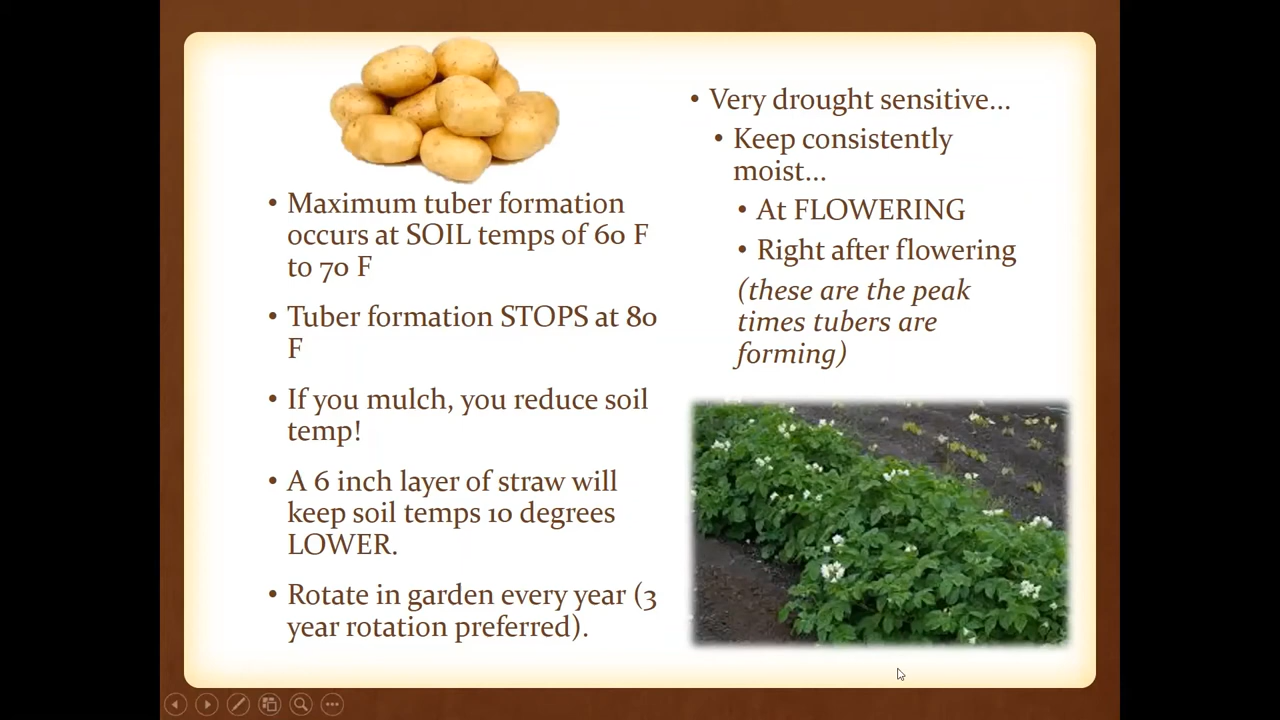 • Maximum tuber formation
occurs at SOIL temps of 60 F
to 70 F
• Tuber formation STOPS at 80
F
• If you mulch, you reduce soil
temp!
• A 6 inch layer of straw will
keep soil temps 10 degrees
LOWER.
• Rotate in garden every year (3
year rotation preferred).
• Very drought sensitive...
• Keep consistently
moist...
• At FLOWERING
• Right after flowering
(these are the peak
times tubers are
forming)